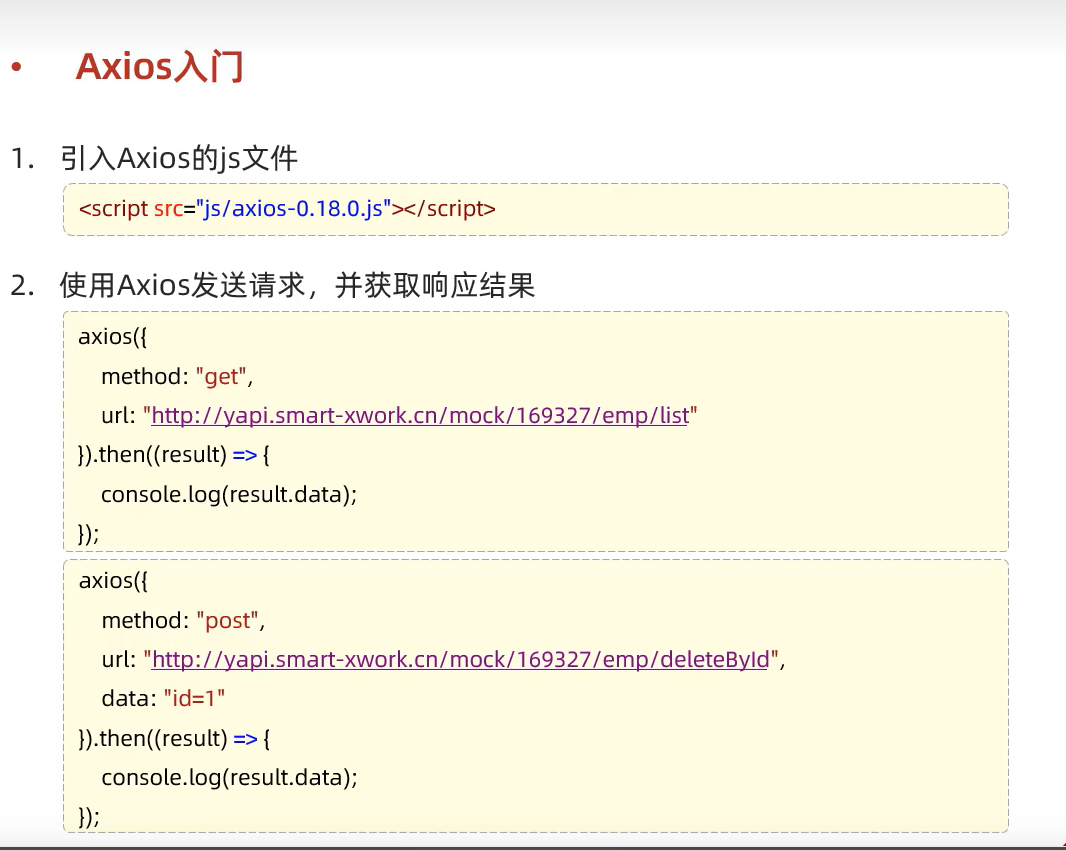 • Axios入门
1. 引入Axios的js文件
<script src="js/axios-0.18.0.js"></script>
2. 使用Axios发送请求，并获取响应结果
axios({
    method: "get",
    url: "http://yapi.smart-xwork.cn/mock/169327/emp/list"
}).then((result) => {
    console.log(result.data);
});
axios({
    method: "post",
    url: "http://yapi.smart-xwork.cn/mock/169327/emp/deleteById",
    data: "id=1"
}).then((result) => {
    console.log(result.data);
});